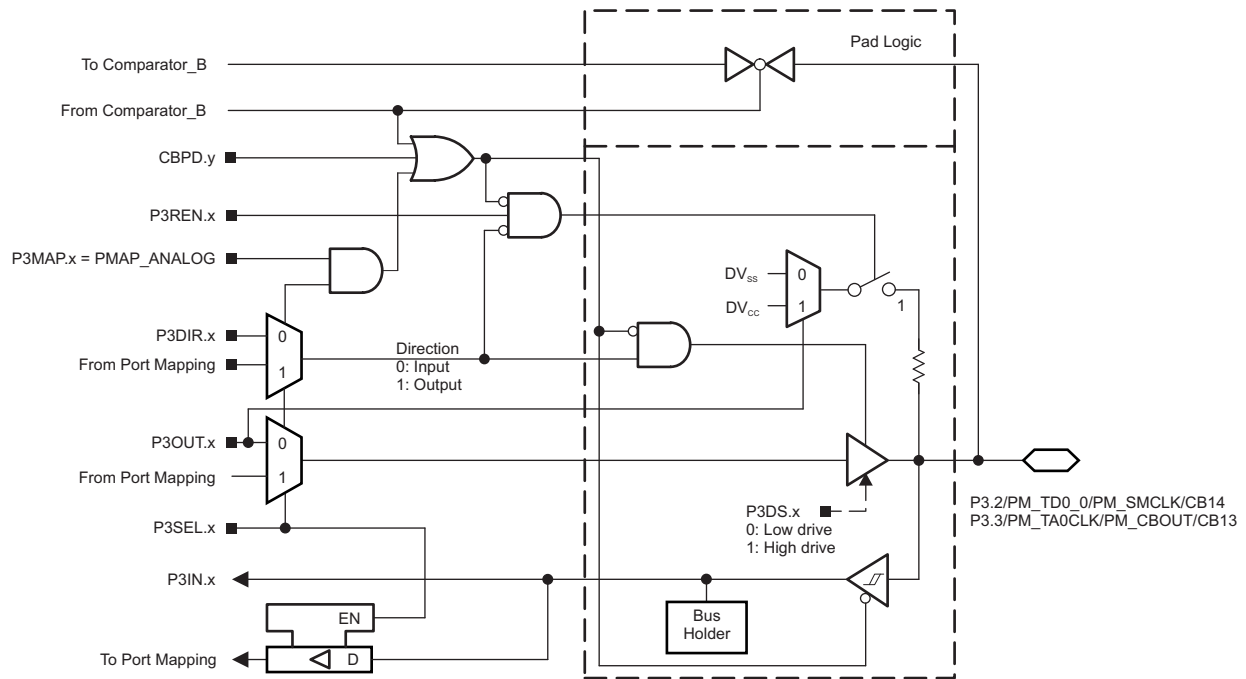 Pad Logic
To Comparator_B
From Comparator_B
CBPD.y
P3REN.x
P3MAP.x = PMAP_ANALOG
DVss
0
DVcc
1
1
P3DIR.x
0
From Port Mapping
1
Direction
0: Input
1: Output
P3OUT.x
0
From Port Mapping
1
P3DS.x
0: Low drive
1: High drive
P3.2/PM_TD0_0/PM_SMCLK/CB14
P3.3/PM_TA0CLK/PM_CBOUT/CB13
P3SEL.x
P3IN.x
EN
Bus
Holder
To Port Mapping
D